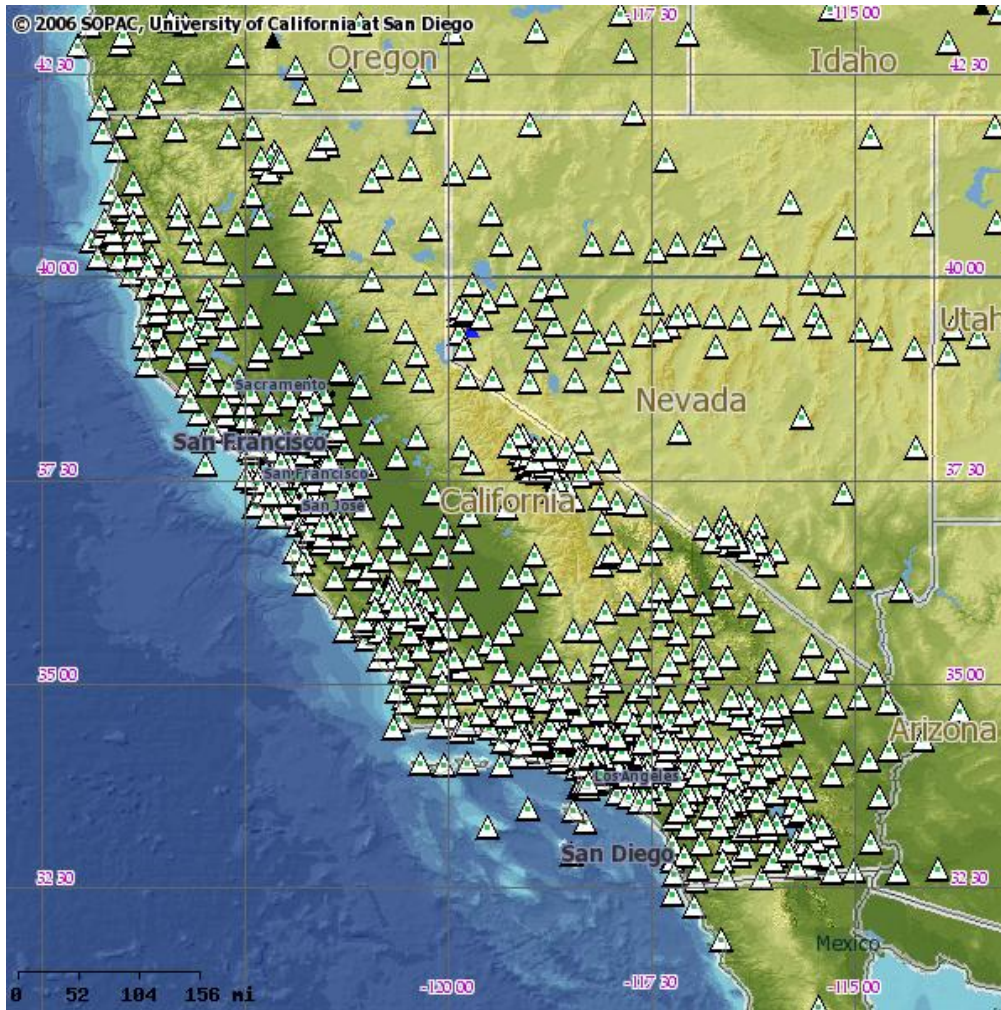 © 2006 SOPAC, University of California at San Diego
-117 30
-115 00
Oregon
Idaho
42 30
42 30
40 00
40 00
Utah
Sacramento
Nevada
San Francisco
San Francisco
37 30
37 30
California
San Jose
35 00
35 00
Arizona
Los Angeles
San Diego
32 30
32 30
Mexico
0 52 104 156 mi
-120 00
-117 30
-115 00